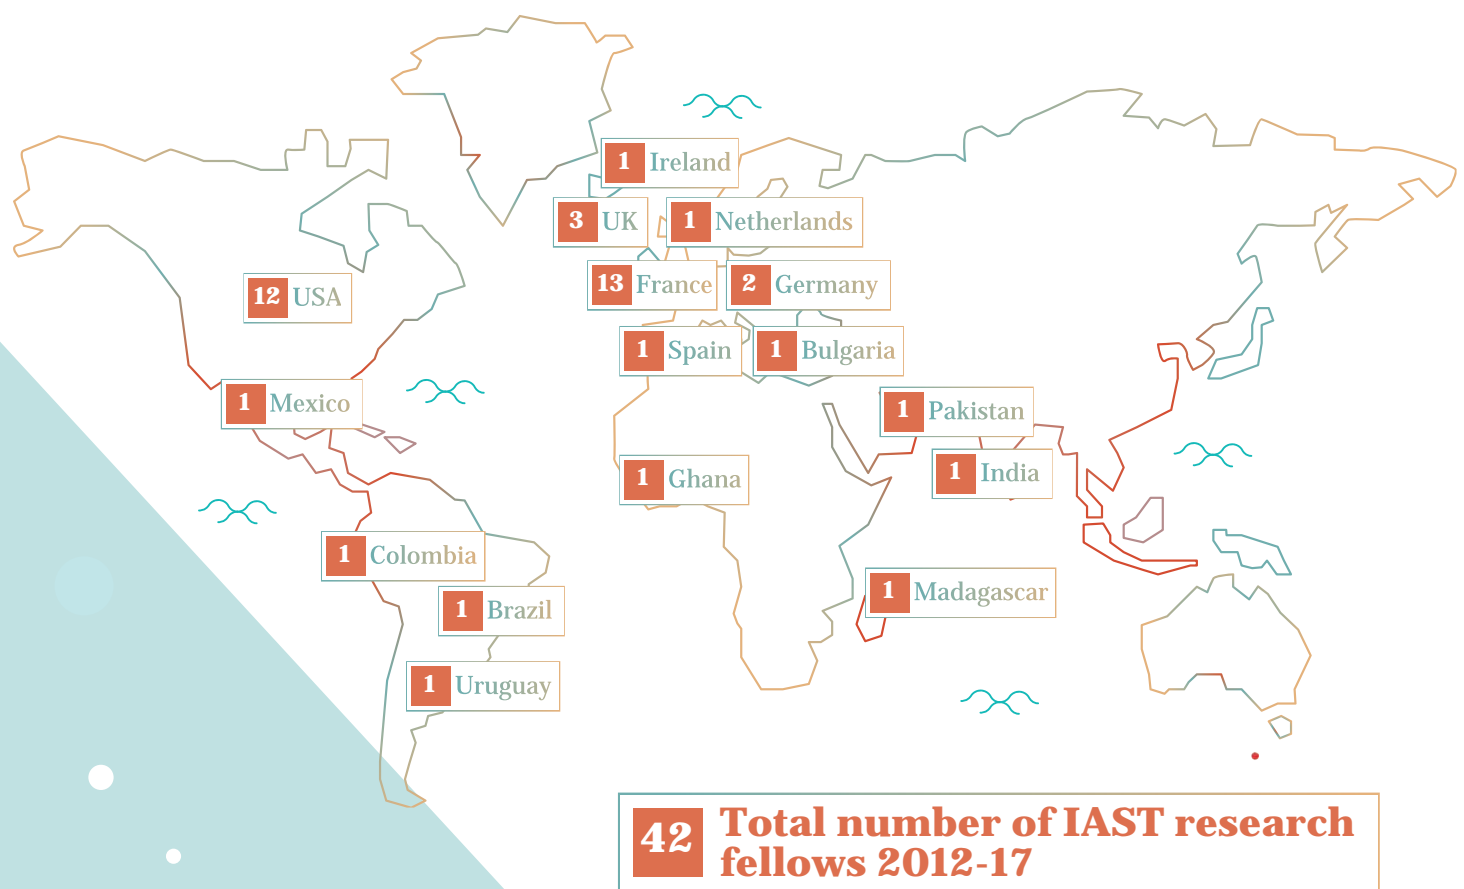 1 Ireland
3 UK
1 Netherlands
12 USA
13 France
2 Germany
1 Spain
1 Bulgaria
1 Mexico
1 Pakistan
1 Ghana
1 India
1 Colombia
1 Brazil
1 Madagascar
1 Uruguay
42 Total number of IAST research
fellows 2012-17